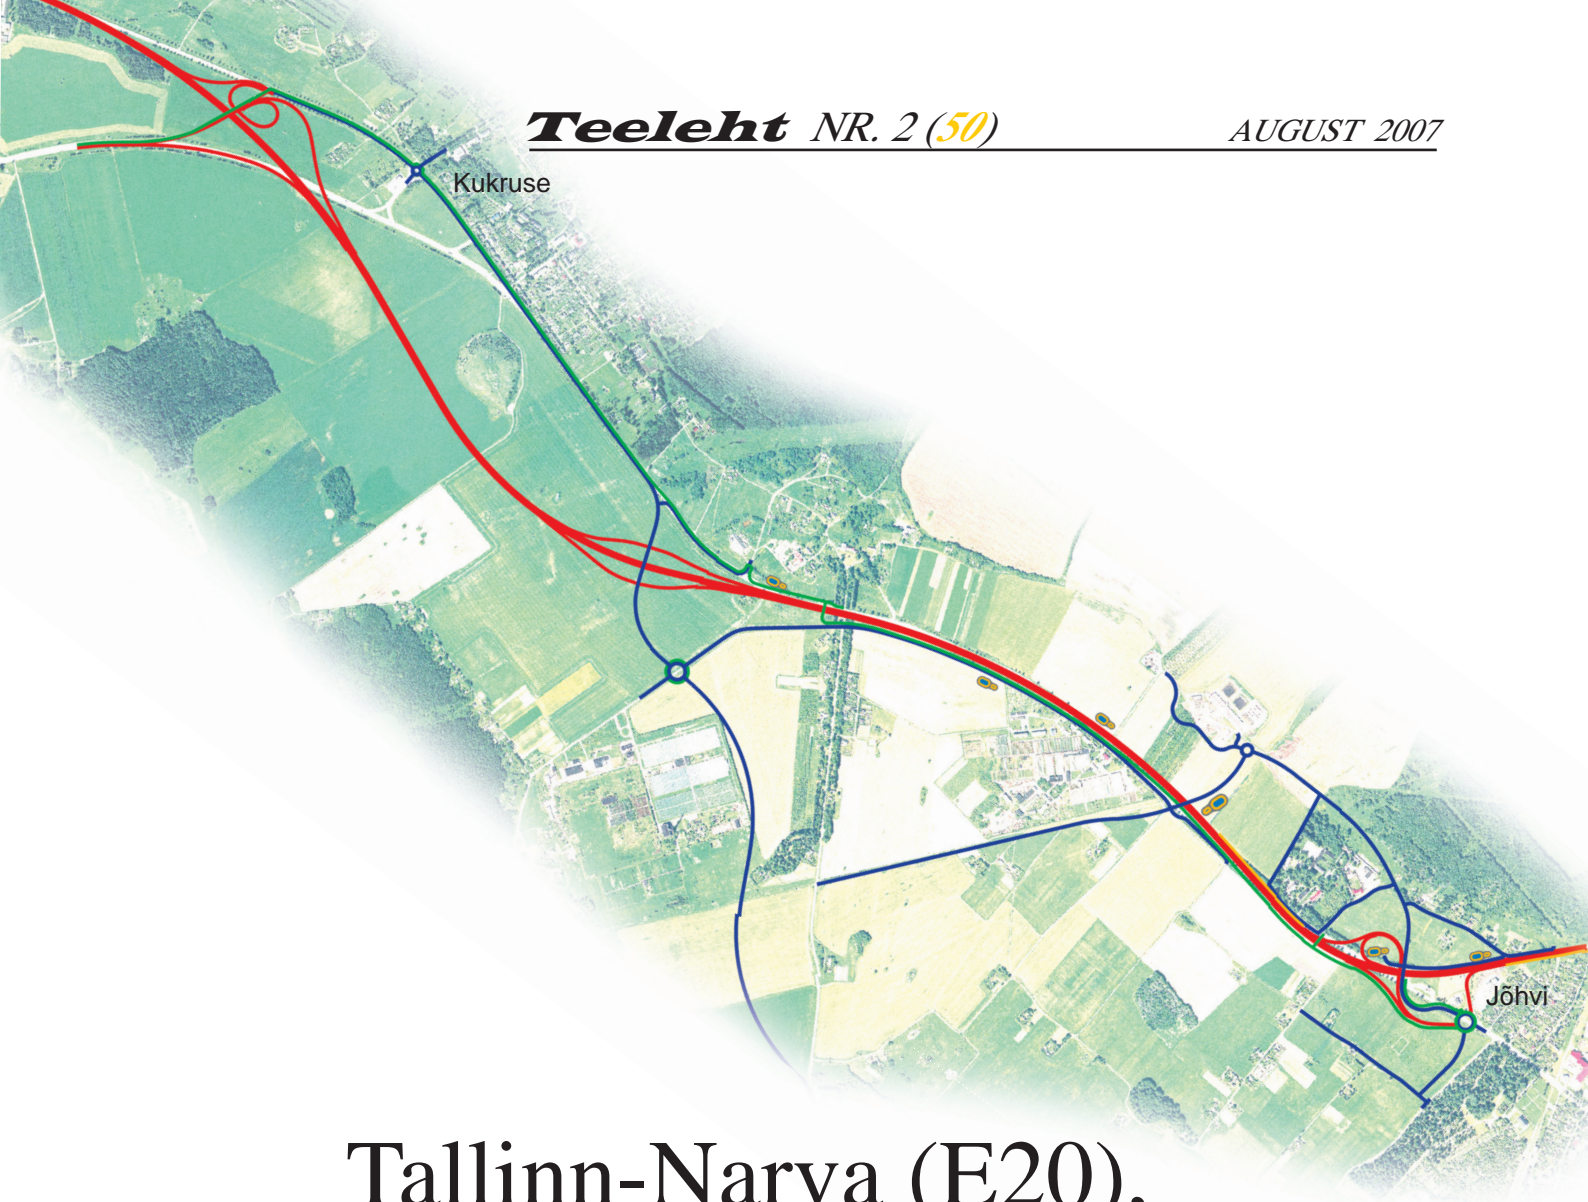 Teeleht NR. 2 (50) AUGUST 2007
Kukruse
Jõhvi
Tallinn-Narva (E20),